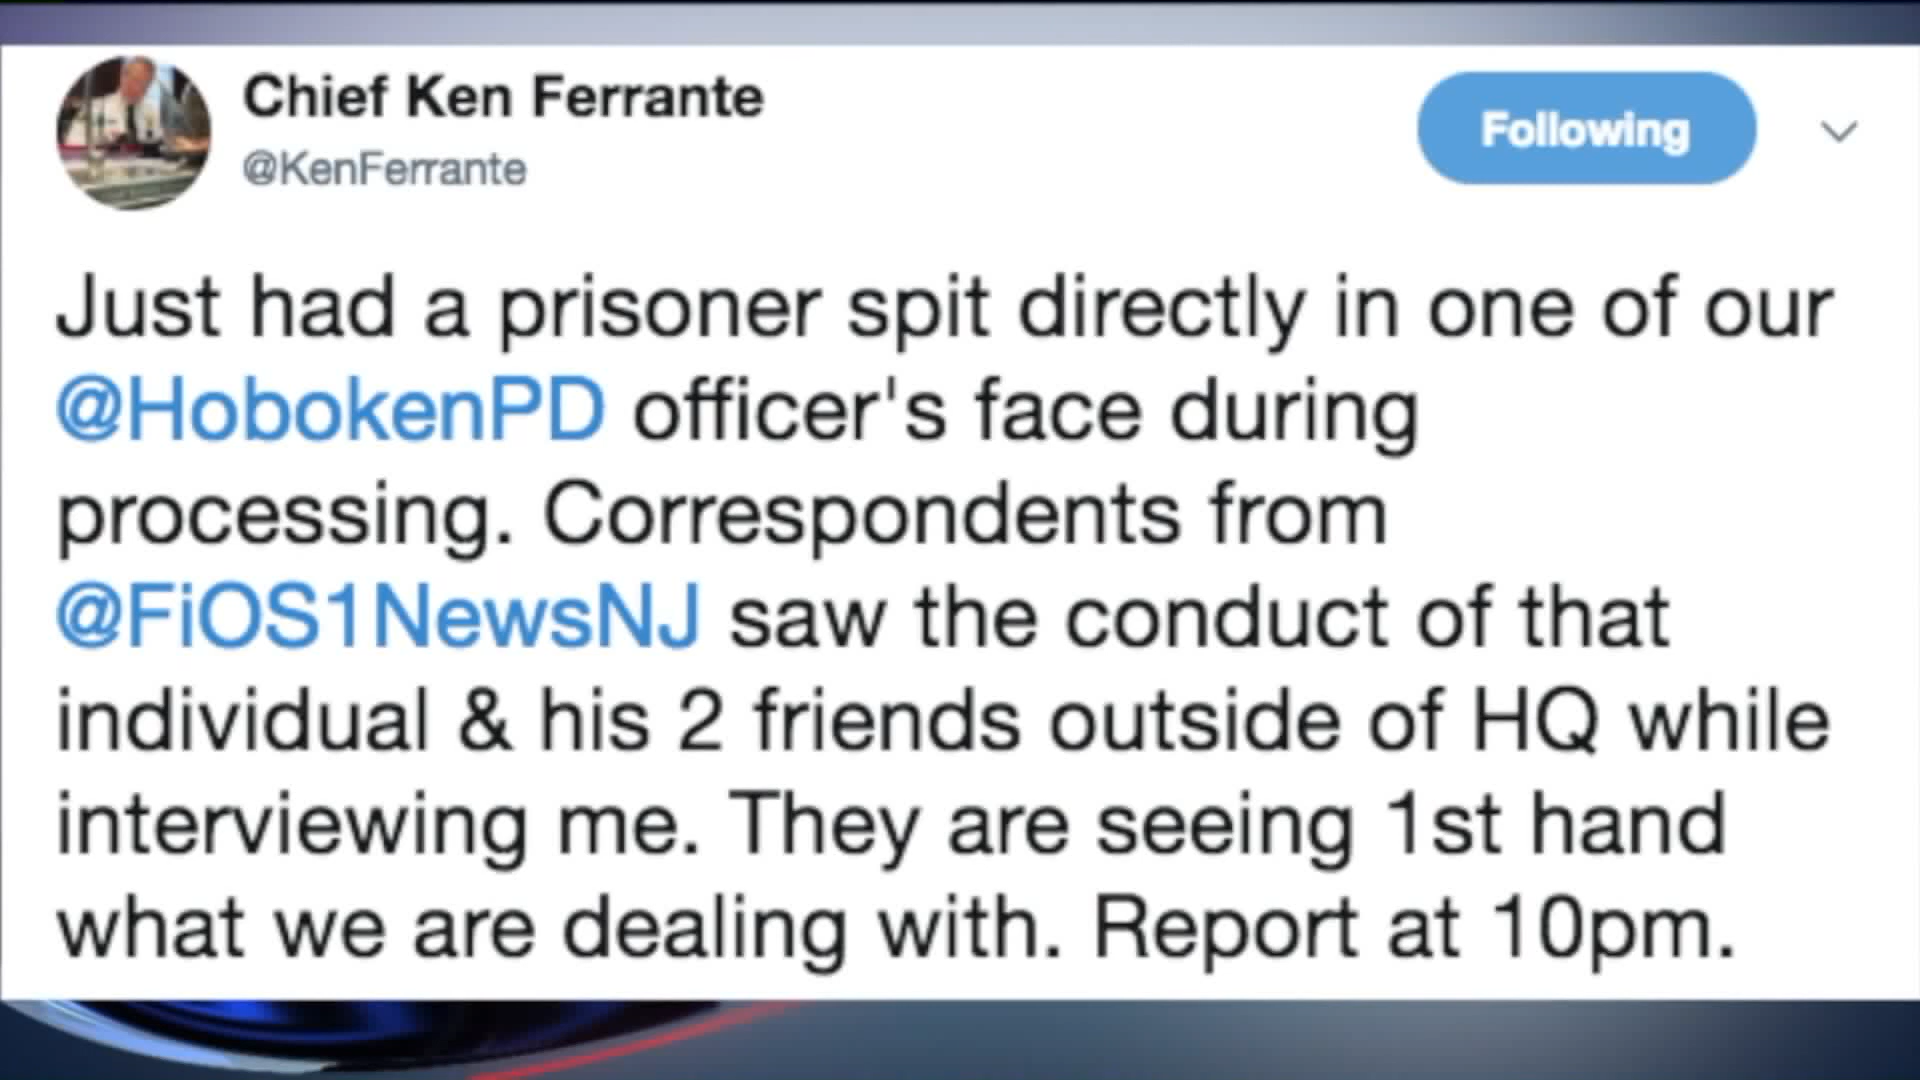 Chief Ken Ferrante
@KenFerrante
Following
Just had a prisoner spit directly in one of our
@HobokenPD officer's face during
processing. Correspondents from
@FiOS1NewsNJ saw the conduct of that
individual & his 2 friends outside of HQ while
interviewing me. They are seeing 1st hand
what we are dealing with. Report at 10pm.